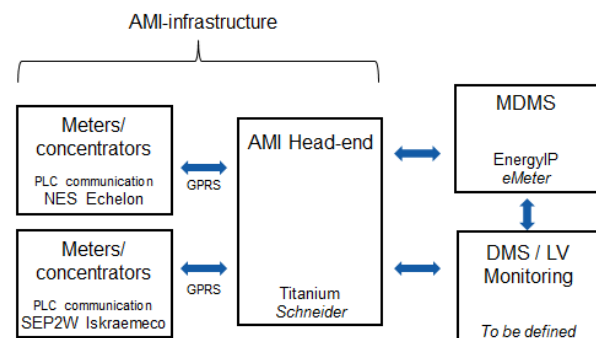 AMI-infrastructure
Meters/
concentrators
PLC communication
NES Echelon
GPRS
Meters/
concentrators
PLC communication
SEP2W Iskraemeco
GPRS
AMI Head-end
Titanium
Schneider
MDMS
EnergyIP
eMeter
DMS / LV
Monitoring
To be defined